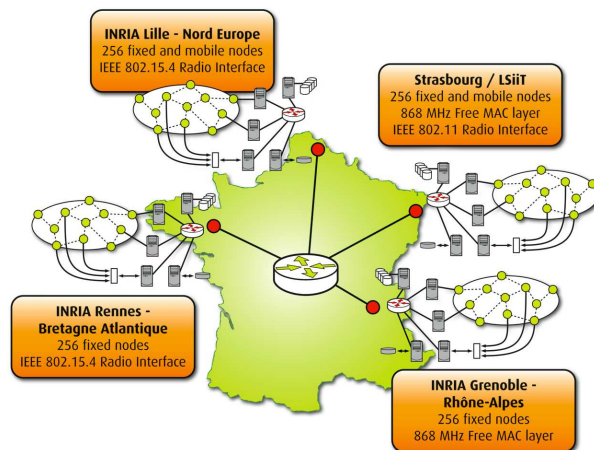 INRIA Lille - Nord Europe
256 fixed and mobile nodes
IEEE 802.15.4 Radio Interface
Strasbourg / LSiiT
256 fixed and mobile nodes
868 MHz Free MAC layer
IEEE 802.11 Radio Interface
INRIA Rennes -
Bretagne Atlantique
256 fixed nodes
IEEE 802.15.4 Radio Interface
INRIA Grenoble -
Rhône-Alpes
256 fixed nodes
868 MHz Free MAC layer